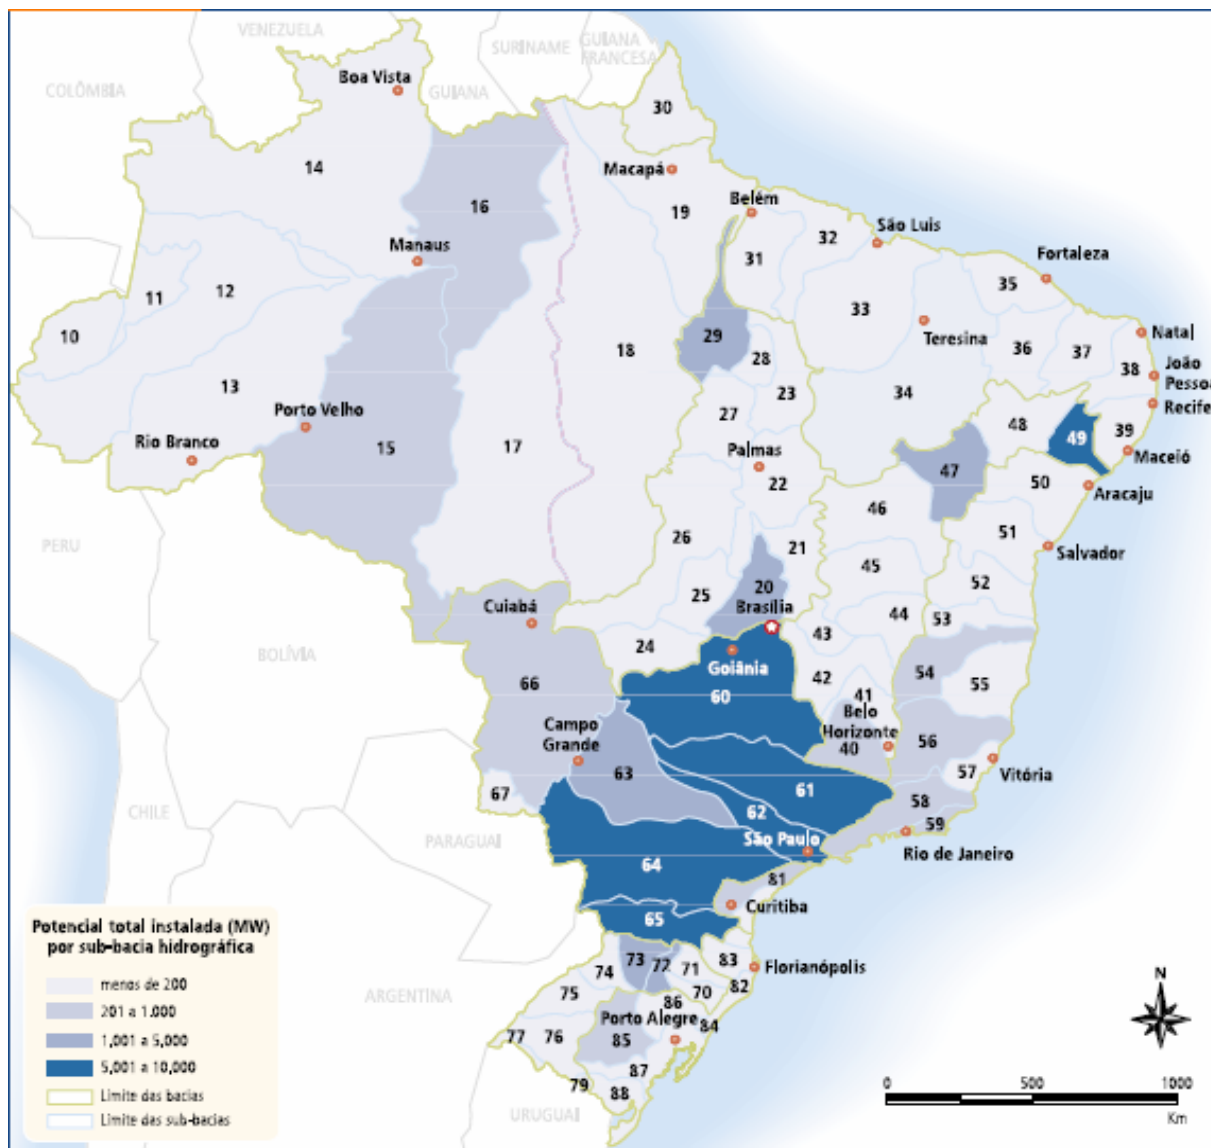 VENEZUELA
SURINAME
GUIANA
FRANCESA
COLÔMBIA
Boa Vista
GUIANA
30
14
Macapá
16
19
Belém
32
São Luis
Manaus
31
Fortaleza
11
12
35
10
33
29
18
28
Teresina
36
37
Natal
38
João
Pessoa
13
27
23
34
Porto Velho
Recife
Rio Branco
15
17
48
49
39
Palmas
47
Maceió
22
50
Aracaju
46
PERU
26
21
51
Salvador
45
20
52
25
Cuiabá
Brasília
44
43
53
24
BOLÍVIA
Goiânia
42
54
66
60
41
55
Campo
Grande
Belo
Horizonte
40
56
63
57
Vitória
67
61
58
CHILE
62
59
PARAGUAI
São Paulo
Rio de Janeiro
64
81
Curitiba
65
Potencial total instalada (MW)
por sub-bacia hidrográfica
menos de 200
201 a 1.000
1,001 a 5,000
5,001 a 10,000
Limite das bacias
Limite das sub-bacias
73
72
71
83
Florianópolis
74
ARGENTINA
75
70
82
86
Porto Alegre
84
77
76
85
87
79
88
URUGUAI
N
0
500
1000
Km